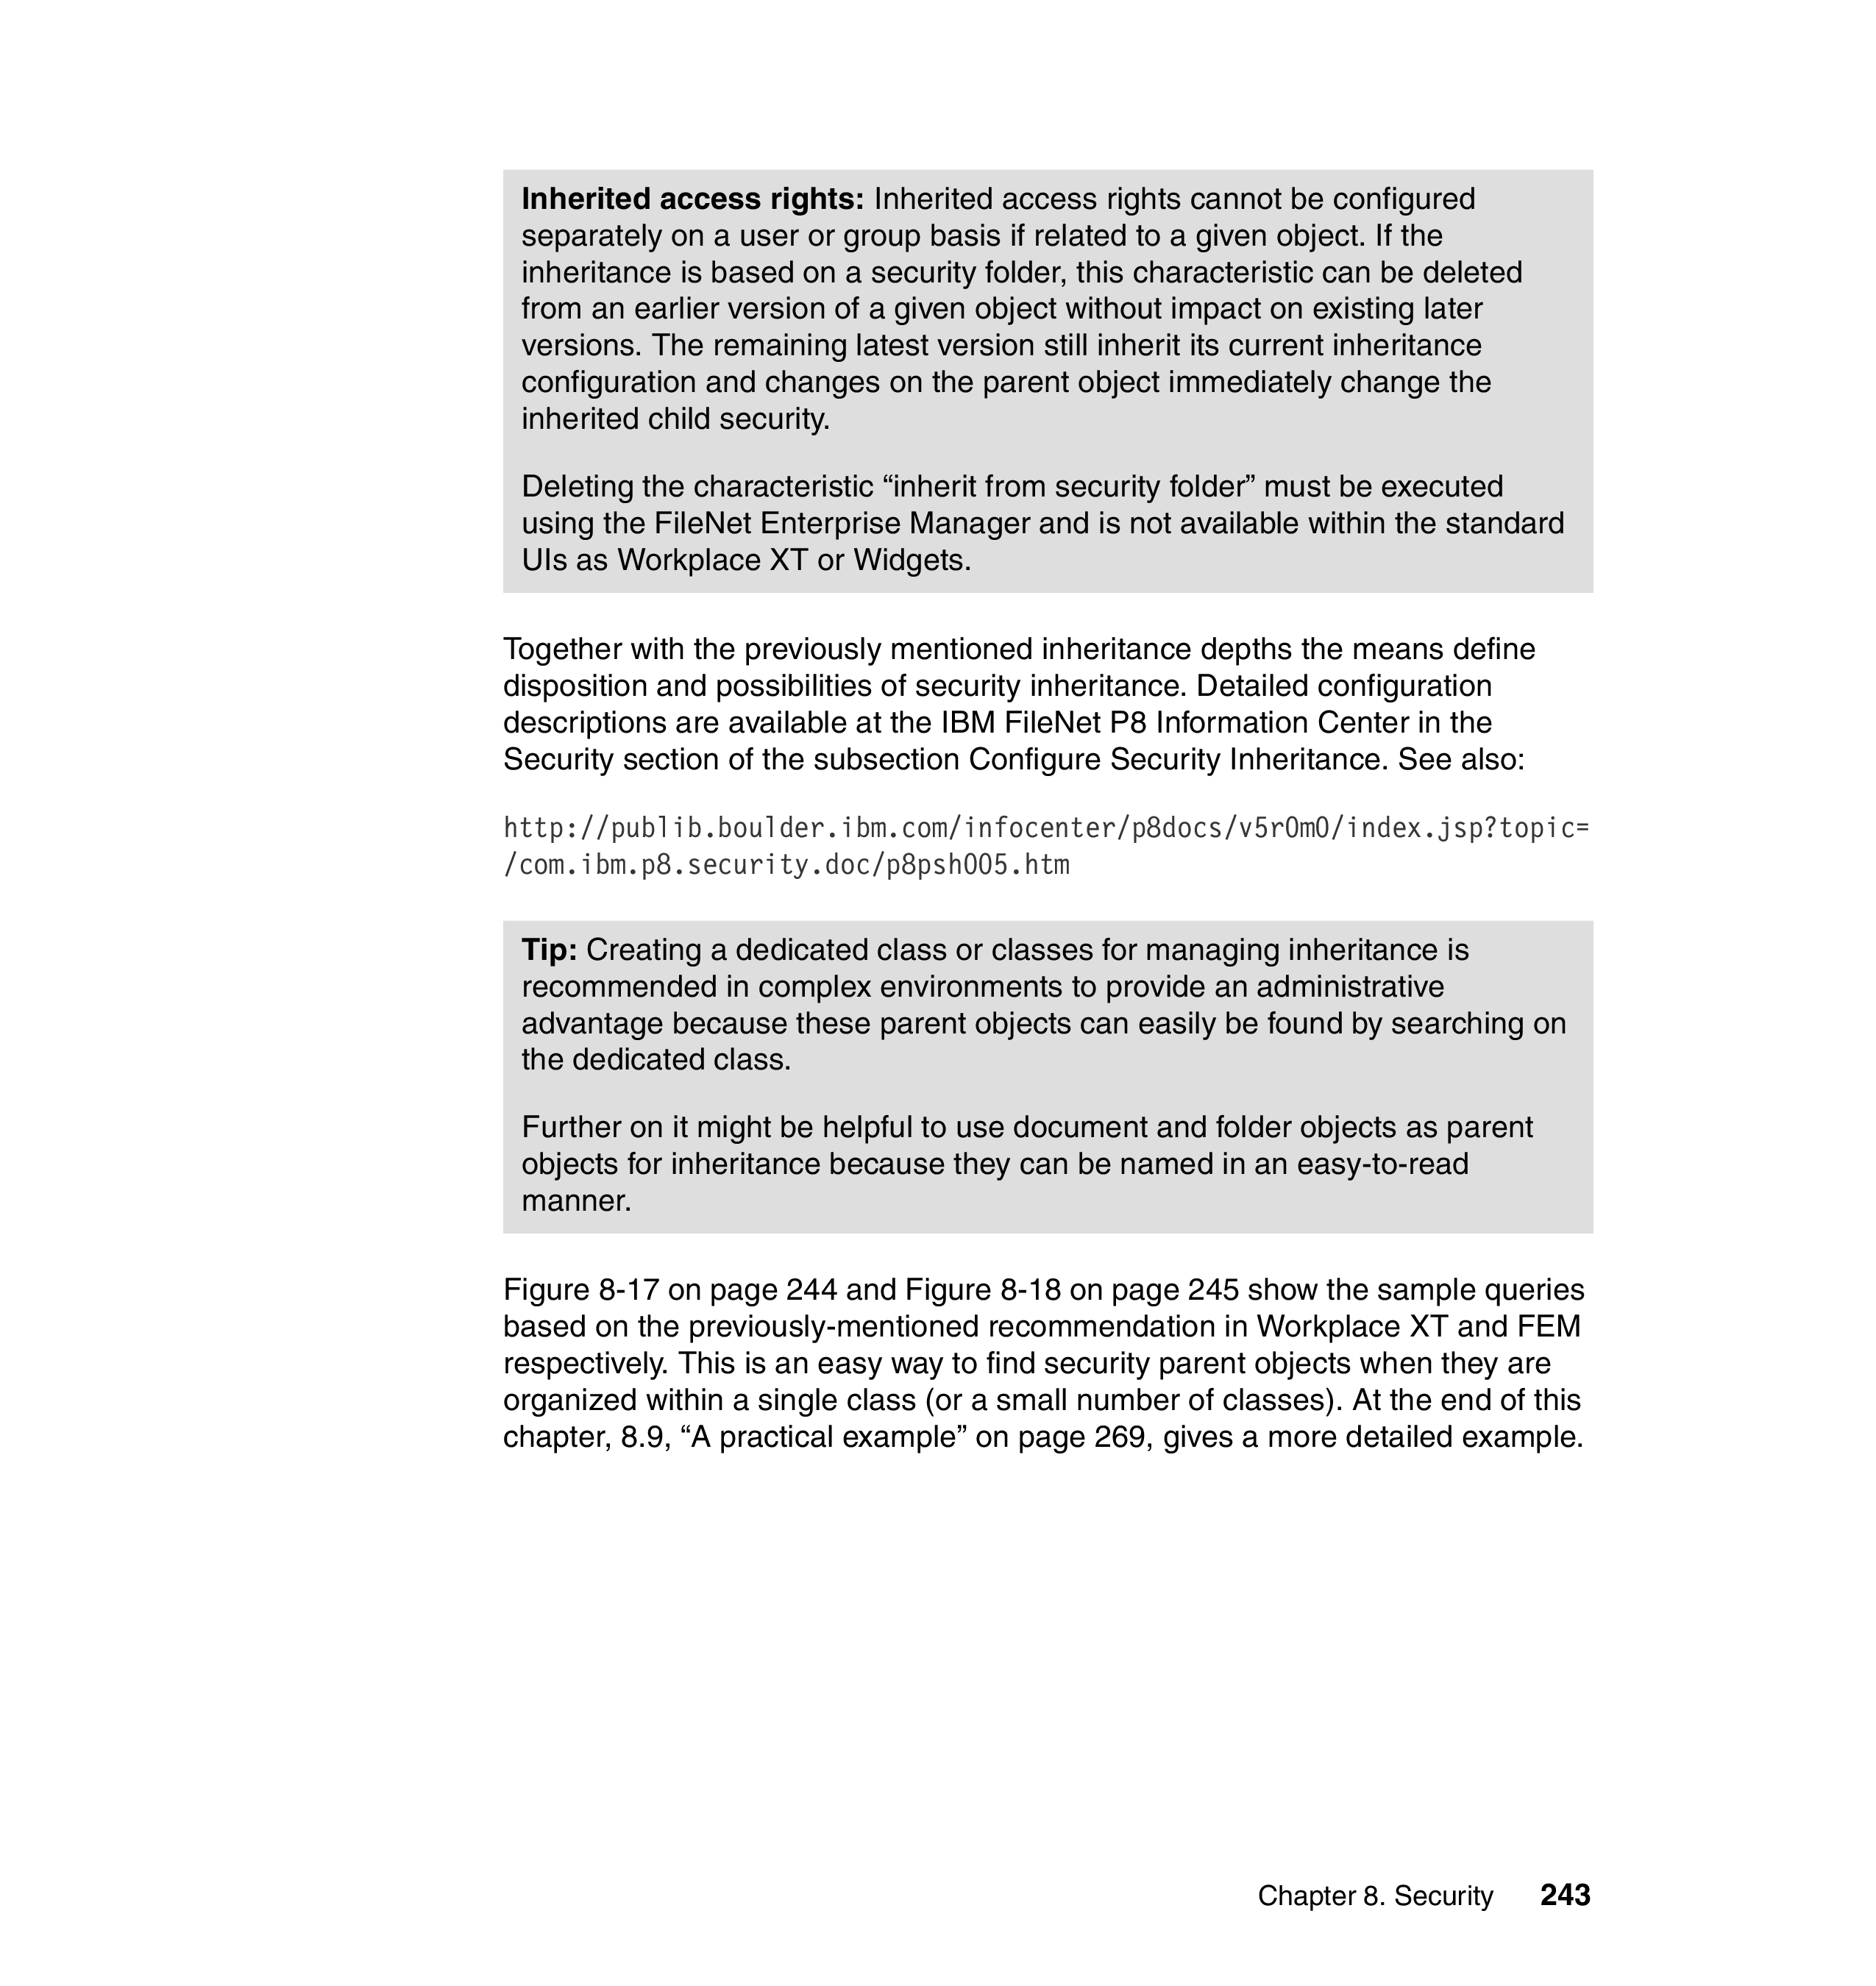 Inherited access rights: Inherited access rights cannot be configured
separately on a user or group basis if related to a given object. If the
inheritance is based on a security folder, this characteristic can be deleted
from an earlier version of a given object without impact on existing later
versions. The remaining latest version still inherit its current inheritance
configuration and changes on the parent object immediately change the
inherited child security.
Deleting the characteristic “inherit from security folder” must be executed
using the FileNet Enterprise Manager and is not available within the standard
UIs as Workplace XT or Widgets.
Together with the previously mentioned inheritance depths the means define
disposition and possibilities of security inheritance. Detailed configuration
descriptions are available at the IBM FileNet P8 Information Center in the
Security section of the subsection Configure Security Inheritance. See also:
http://publib.boulder.ibm.com/infocenter/p8docs/v5r0m0/index.jsp?topic=
/com.ibm.p8.security.doc/p8psh005.htm
Tip: Creating a dedicated class or classes for managing inheritance is
recommended in complex environments to provide an administrative
advantage because these parent objects can easily be found by searching on
the dedicated class.
Further on it might be helpful to use document and folder objects as parent
objects for inheritance because they can be named in an easy-to-read
manner.
Figure 8-17 on page 244 and Figure 8-18 on page 245 show the sample queries
based on the previously-mentioned recommendation in Workplace XT and FEM
respectively. This is an easy way to find security parent objects when they are
organized within a single class (or a small number of classes). At the end of this
chapter, 8.9, “A practical example” on page 269, gives a more detailed example.
Chapter 8. Security 243